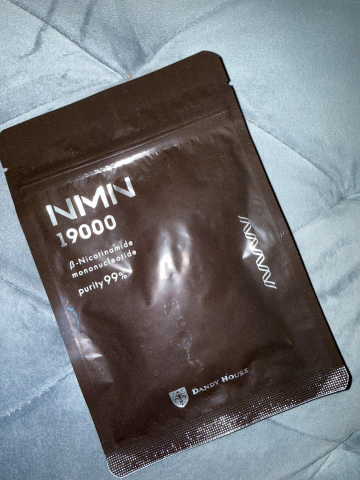 NMN
19000
β-Nicotinamide
mononucleotide
purity 99%
DANDY HOUSE